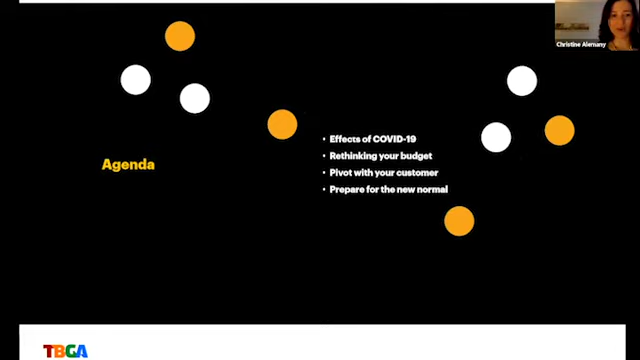 Christine Alemany
Agenda
• Effects of COVID-19
• Rethinking your budget
• Pivot with your customer
• Prepare for the new normal
TBGA